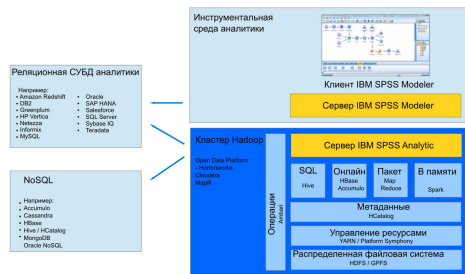 Инструментальная
среда аналитики
Клиент IBM SPSS Modeler
Сервер IBM SPSS Modeler
Реляционная СУБД аналитики
Например:
• Amazon Redshift
• DB2
• Greenplum
• HP Vertica
• Netezza
• Informix
• MySQL
• Oracle
• SAP HANA
• Salesforce
• SQL Server
• Sybase IQ
• Teradata
NoSQL
• Например:
• Accumulo
• Cassandra
• HBase
• Hive / HCatalog
• MongoDB
Oracle NoSQL
Кластер Hadoop
Open Data Platform
- Hortonworks
Cloudera
MapR
Операции
Ambari
Сервер IBM SPSS Analytic
SQL
Hive
Онлайн
HBase
Accumulo
Пакет
Map
Reduce
В памяти
Spark
Метаданные
HCatalog
Управление ресурсами
YARN / Platform Symphony
Распределенная файловая система
HDFS / GPFS